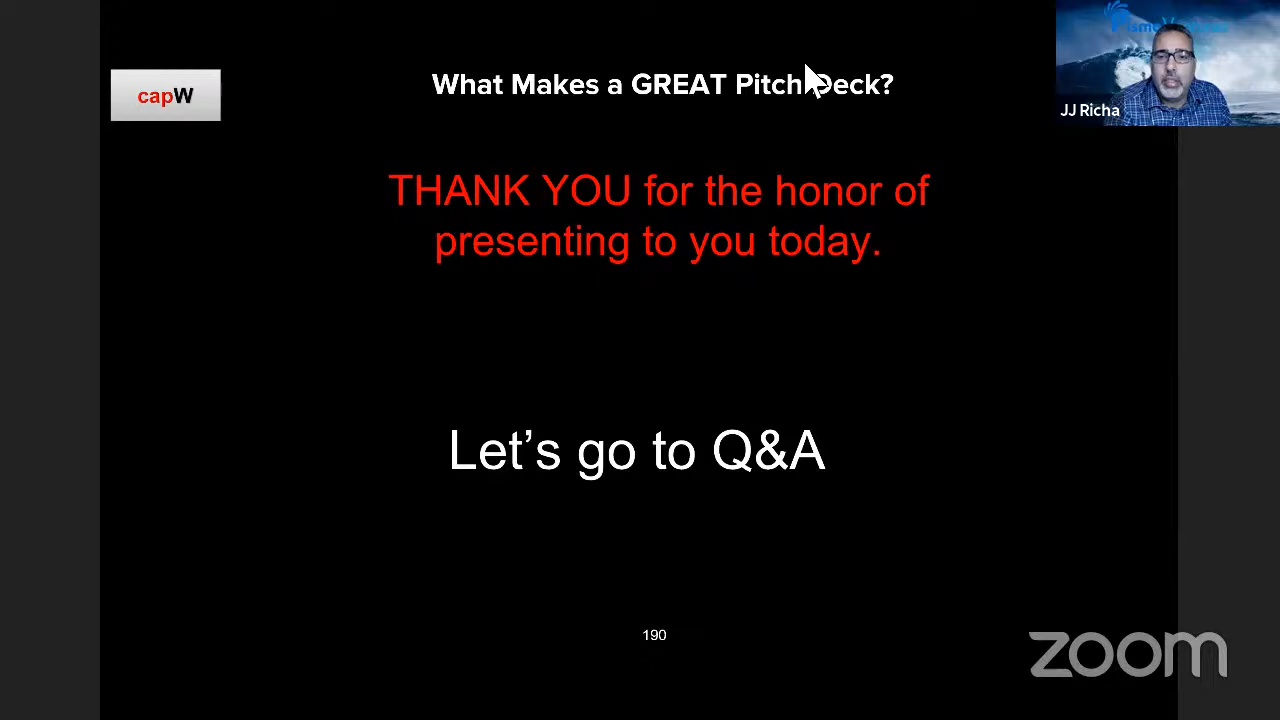 What Makes a GREAT Pitch Deck?
capW
JJ Richa
THANK YOU for the honor of
presenting to you today.
Let’s go to Q&A
190
zoom